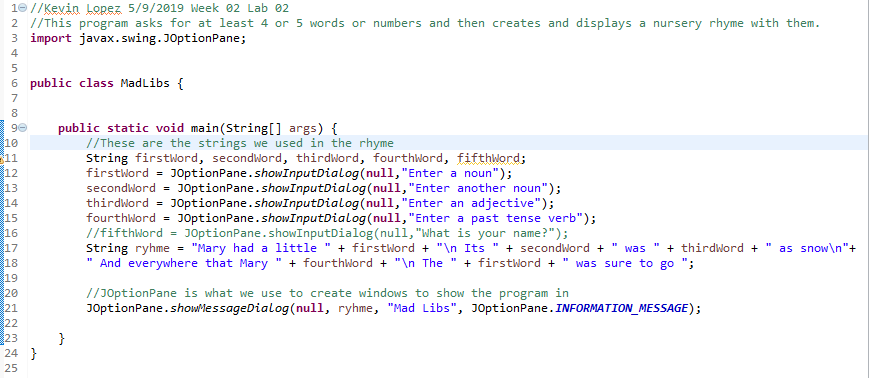 1 //Kevin Lopez 5/9/2019 Week 02 Lab 02
2 //This program asks for at least 4 or 5 words or numbers and then creates and displays a nursery rhyme with them.
3 import javax.swing.JOptionPane;
4
5
6 public class MadLibs {
7
8
9     public static void main(String[] args) {
10         //These are the strings we used in the rhyme
11         String firstWord, secondWord, thirdWord, fourthWord, fifthWord;
12         firstWord = JOptionPane.showInputDialog(null,"Enter a noun");
13         secondWord = JOptionPane.showInputDialog(null,"Enter another noun");
14         thirdWord = JOptionPane.showInputDialog(null,"Enter an adjective");
15         fourthWord = JOptionPane.showInputDialog(null,"Enter a past tense verb");
16         //fifthWord = JOptionPane.showInputDialog(null,"What is your name?");
17         String ryhme = "Mary had a little " + firstWord + "\n Its " + secondWord + " was " + thirdWord + " as snow\n"+
18         " And everywhere that Mary " + fourthWord + "\n The " + firstWord + " was sure to go ";
19
20         //JOptionPane is what we use to create windows to show the program in
21         JOptionPane.showMessageDialog(null, ryhme, "Mad Libs", JOptionPane.INFORMATION_MESSAGE);
22
23     }
24 }
25